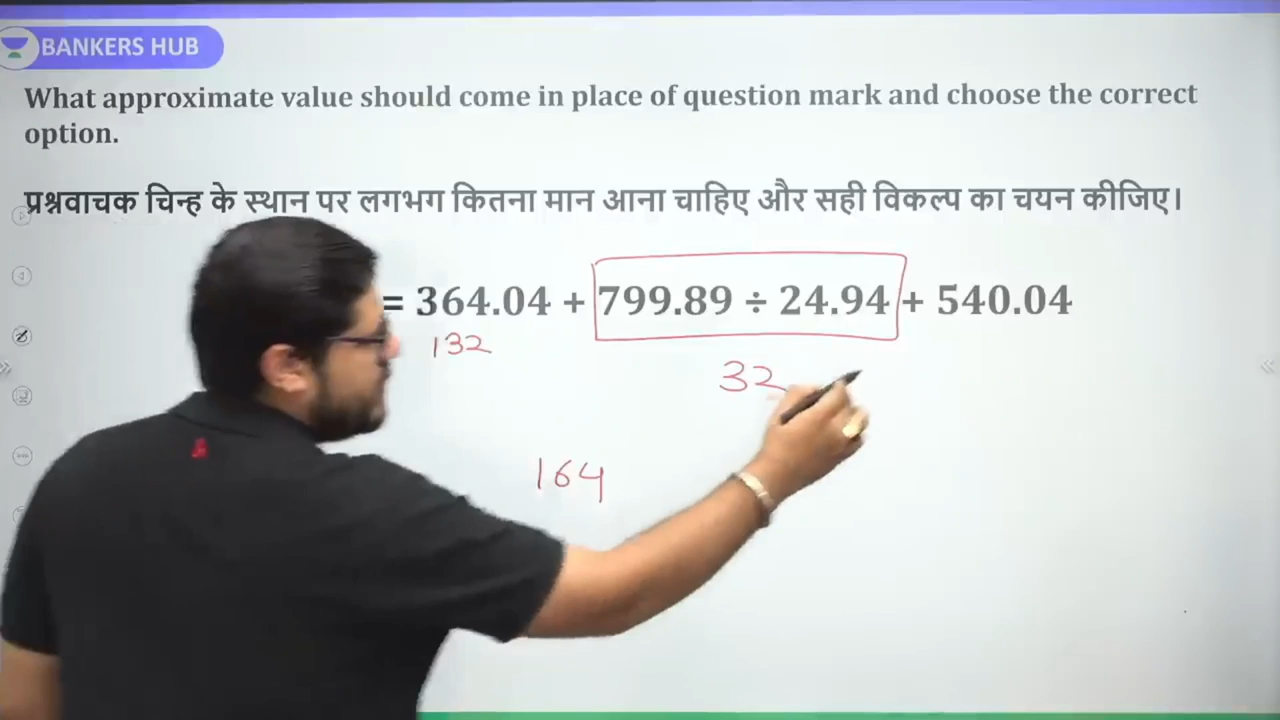 BANKERS HUB
What approximate value should come in place of question mark and choose the correct
option.
प्रश्नवाचक चिन्ह के स्थान पर लगभग कितना मान आना चाहिए और सही विकल्प का चयन कीजिए।
= 364.04 + 799.89 ÷ 24.94 + 540.04
132
32
164